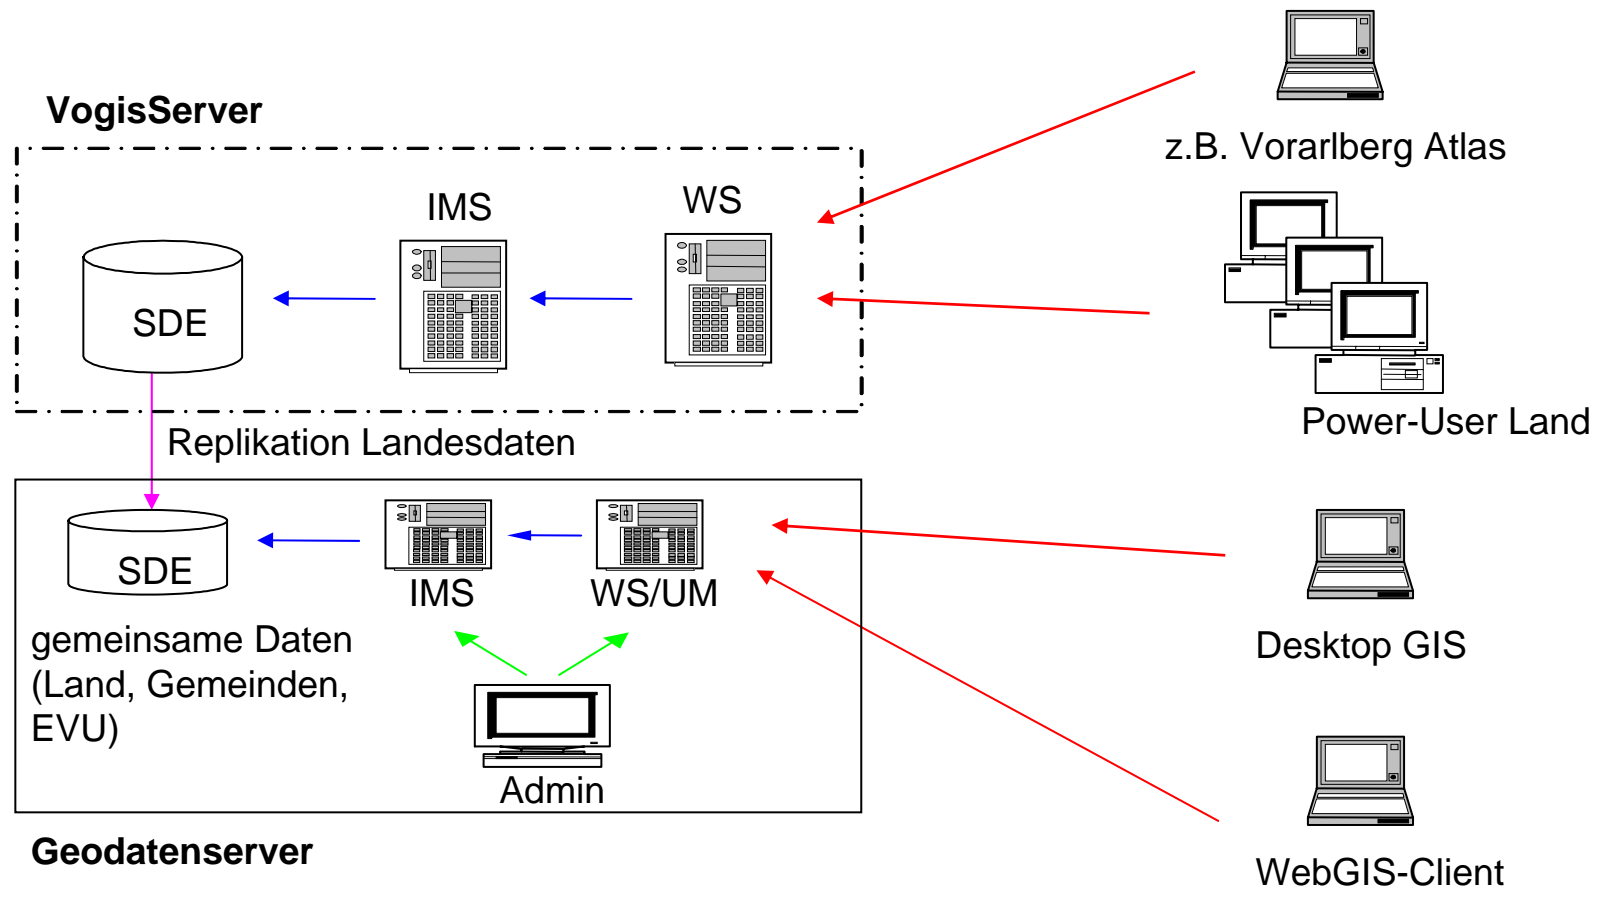 VogisServer
z.B. Vorarlberg Atlas
IMS
WS
SDE
Power-User Land
Replikation Landesdaten
SDE
IMS
WS/UM
gemeinsame Daten
(Land, Gemeinden,
EVU)
Desktop GIS
Admin
Geodatenserver
WebGIS-Client